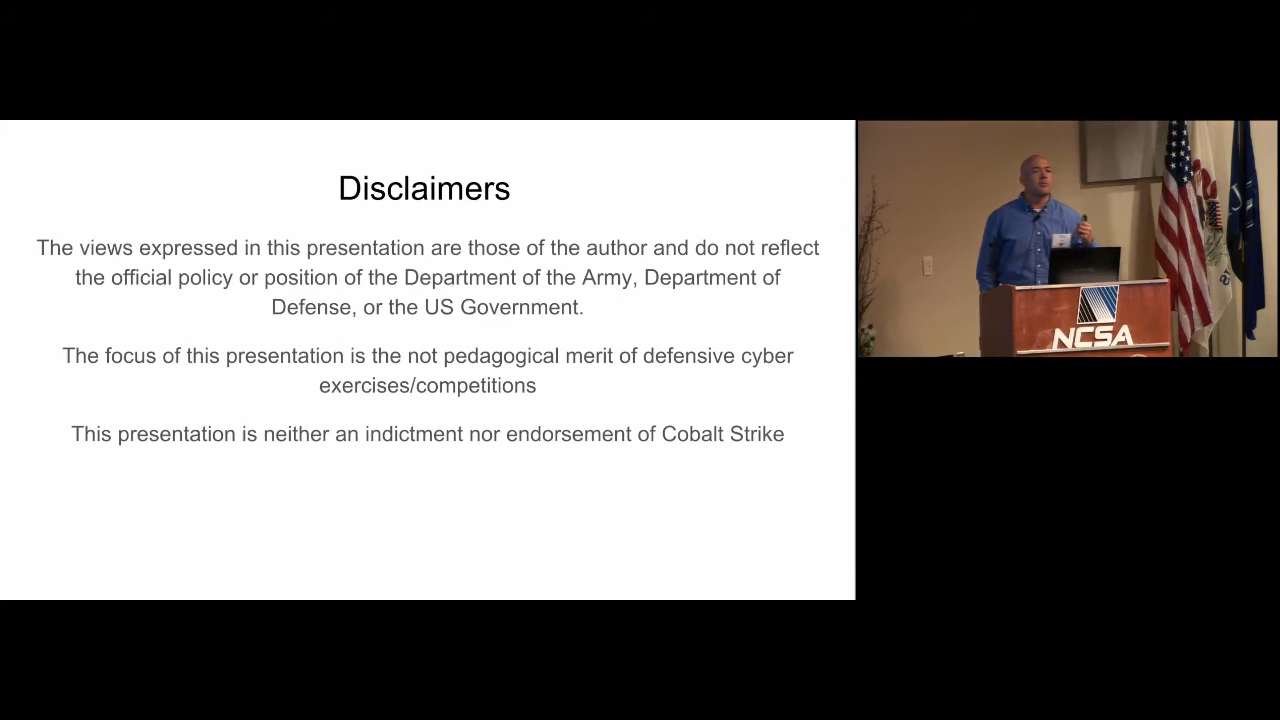 Disclaimers
The views expressed in this presentation are those of the author and do not reflect
the official policy or position of the Department of the Army, Department of
Defense, or the US Government.
The focus of this presentation is the not pedagogical merit of defensive cyber
exercises/competitions
This presentation is neither an indictment nor endorsement of Cobalt Strike
NCSA